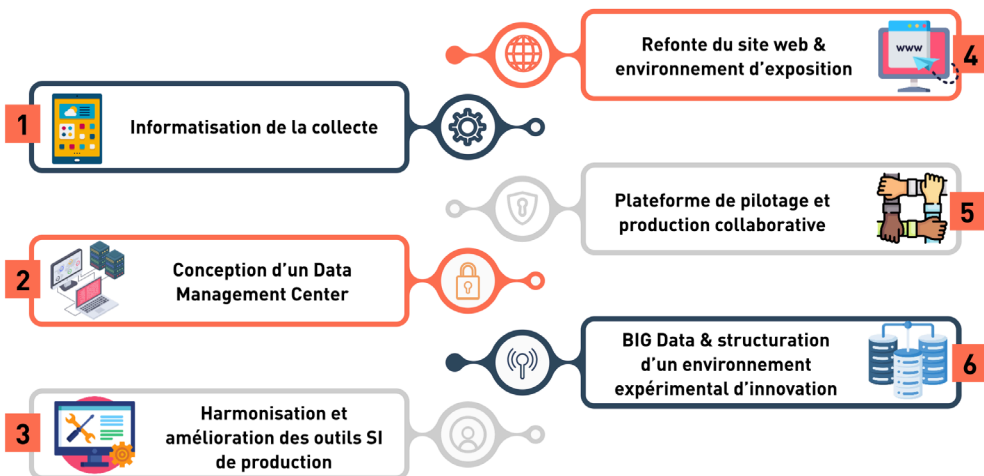 1
Informatisation de la collecte
2
Conception d’un Data
Management Center
3
Harmonisation et
amélioration des outils SI
de production
Refonte du site web &
environnement d’exposition
www
4
Plateforme de pilotage et
production collaborative
5
BIG Data & structuration
d’un environnement
expérimental d’innovation
6